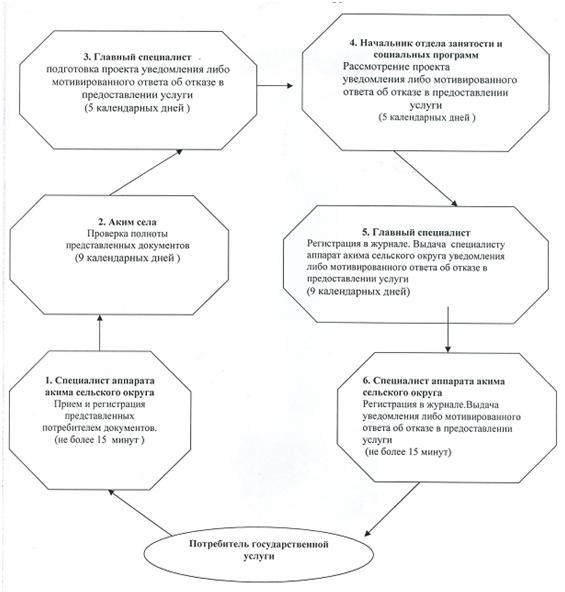 3. Главный специалист
подготовка проекта уведомления либо
мотивированного ответа об отказе в
предоставлении услуги
(5 календарных дней )
4. Начальник отдела занятости и
социальных программ
Рассмотрение проекта
уведомления либо мотивированного
ответа об отказе в предоставлении
услуги
(5 календарных дней )
2. Аким села
Проверка полноты
представленных документов
(9 календарных дней )
5. Главный специалист
Регистрация в журнале. Выдача специалисту
аппарат акима сельского округа уведомления
либо мотивированного ответа об отказе в
предоставлении услуги
(9 календарных дней)
1. Специалист аппарата
акима сельского округа
Прием и регистрация
представленных
потребителем документов.
(не более 15 минут )
6. Специалист аппарата акима
сельского округа
Регистрация в журнале.Выдача
уведомления либо мотивированного
ответа об отказе в предоставлении
услуги
(не более 15 минут)
Потребитель государственной
услуги